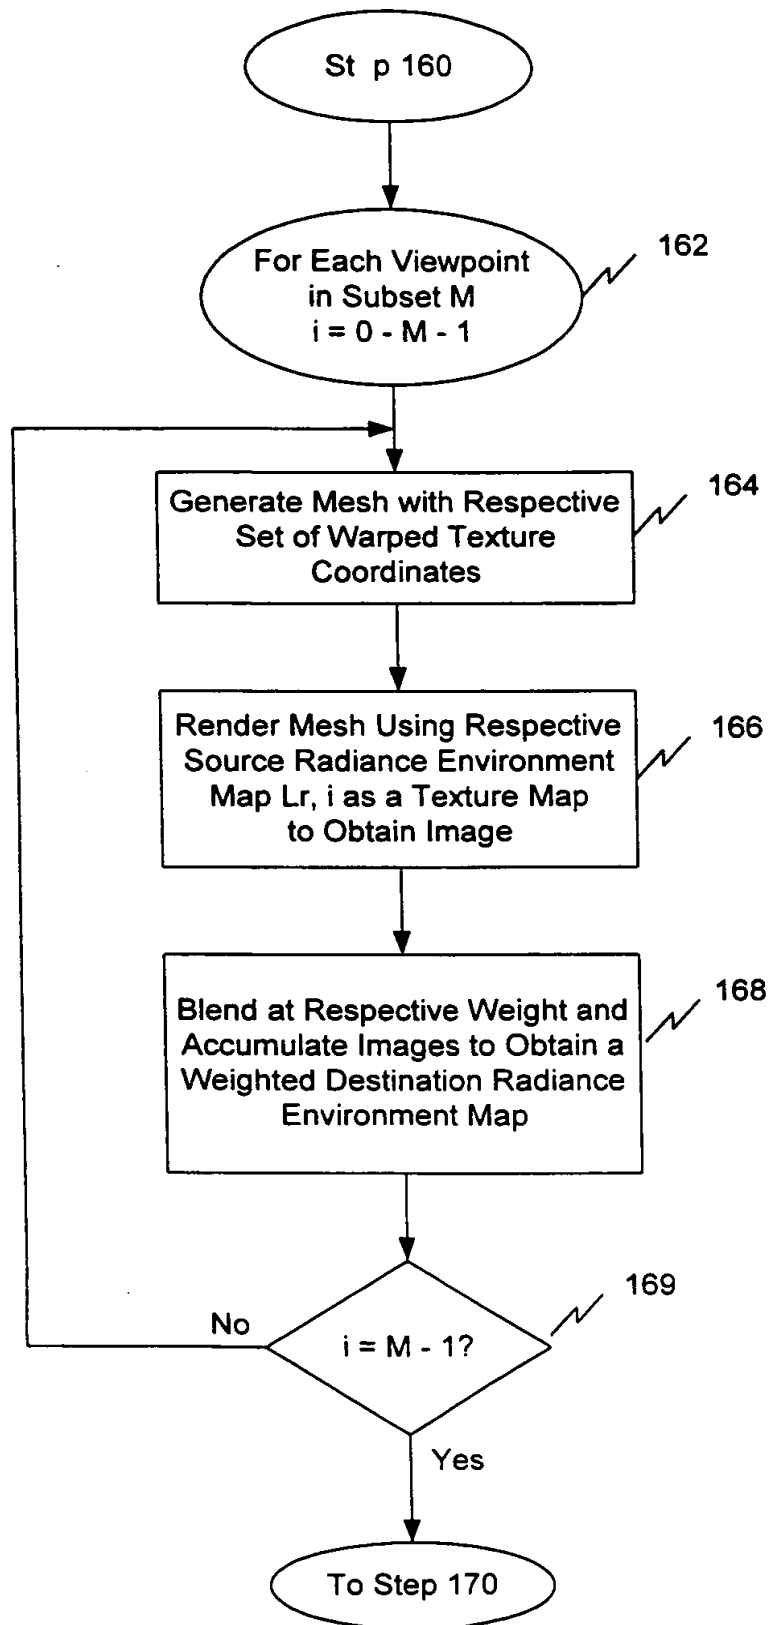 St p 160
For Each Viewpoint
in Subset M
i = 0 - M - 1
162
Generate Mesh with Respective
Set of Warped Texture
Coordinates
164
Render Mesh Using Respective
Source Radiance Environment
Map Lr, i as a Texture Map
to Obtain Image
166
Blend at Respective Weight and
Accumulate Images to Obtain a
Weighted Destination Radiance
Environment Map
168
i = M - 1?
169
No
Yes
To Step 170